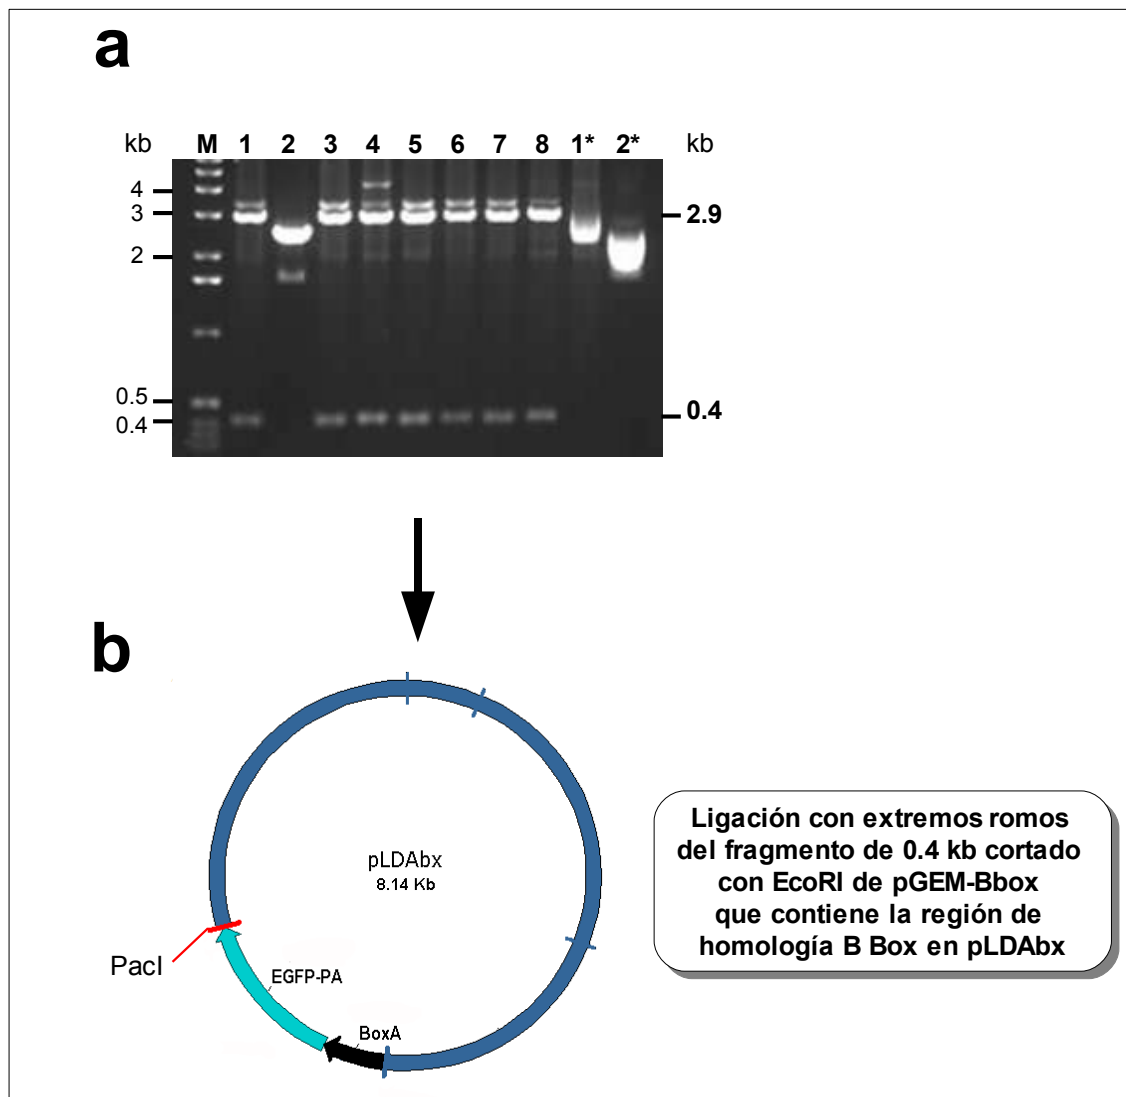 a
kb M 1 2 3 4 5 6 7 8 1* 2* kb
4
3 2.9
2
0.5
0.4 0.4
b
pLDAbx
8.14 Kb
PacI
EGFP-PA
BoxA
Ligación con extremos romos
del fragmento de 0.4 kb cortado
con EcoRI de pGEM-Bbox
que contiene la región de
homología B Box en pLDAbx